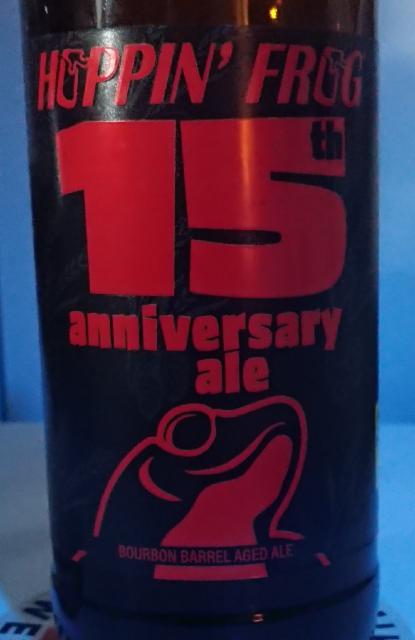 HOPPIN' FROG
15th
anniversary
ale
BOURBON BARREL AGED ALE